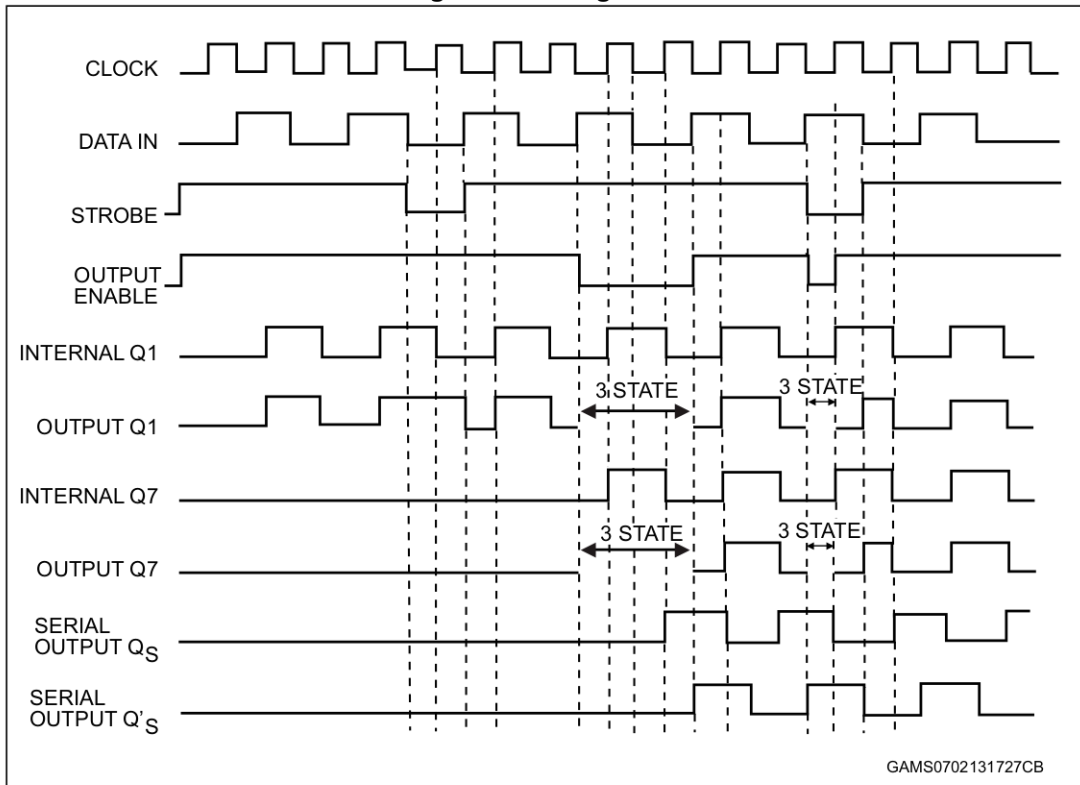 CLOCK
DATA IN
STROBE
OUTPUT
ENABLE
INTERNAL Q1
3 STATE
3 STATE
OUTPUT Q1
INTERNAL Q7
3 STATE
3 STATE
OUTPUT Q7
SERIAL
OUTPUT QS
SERIAL
OUTPUT Q'S
GAMS0702131727CB